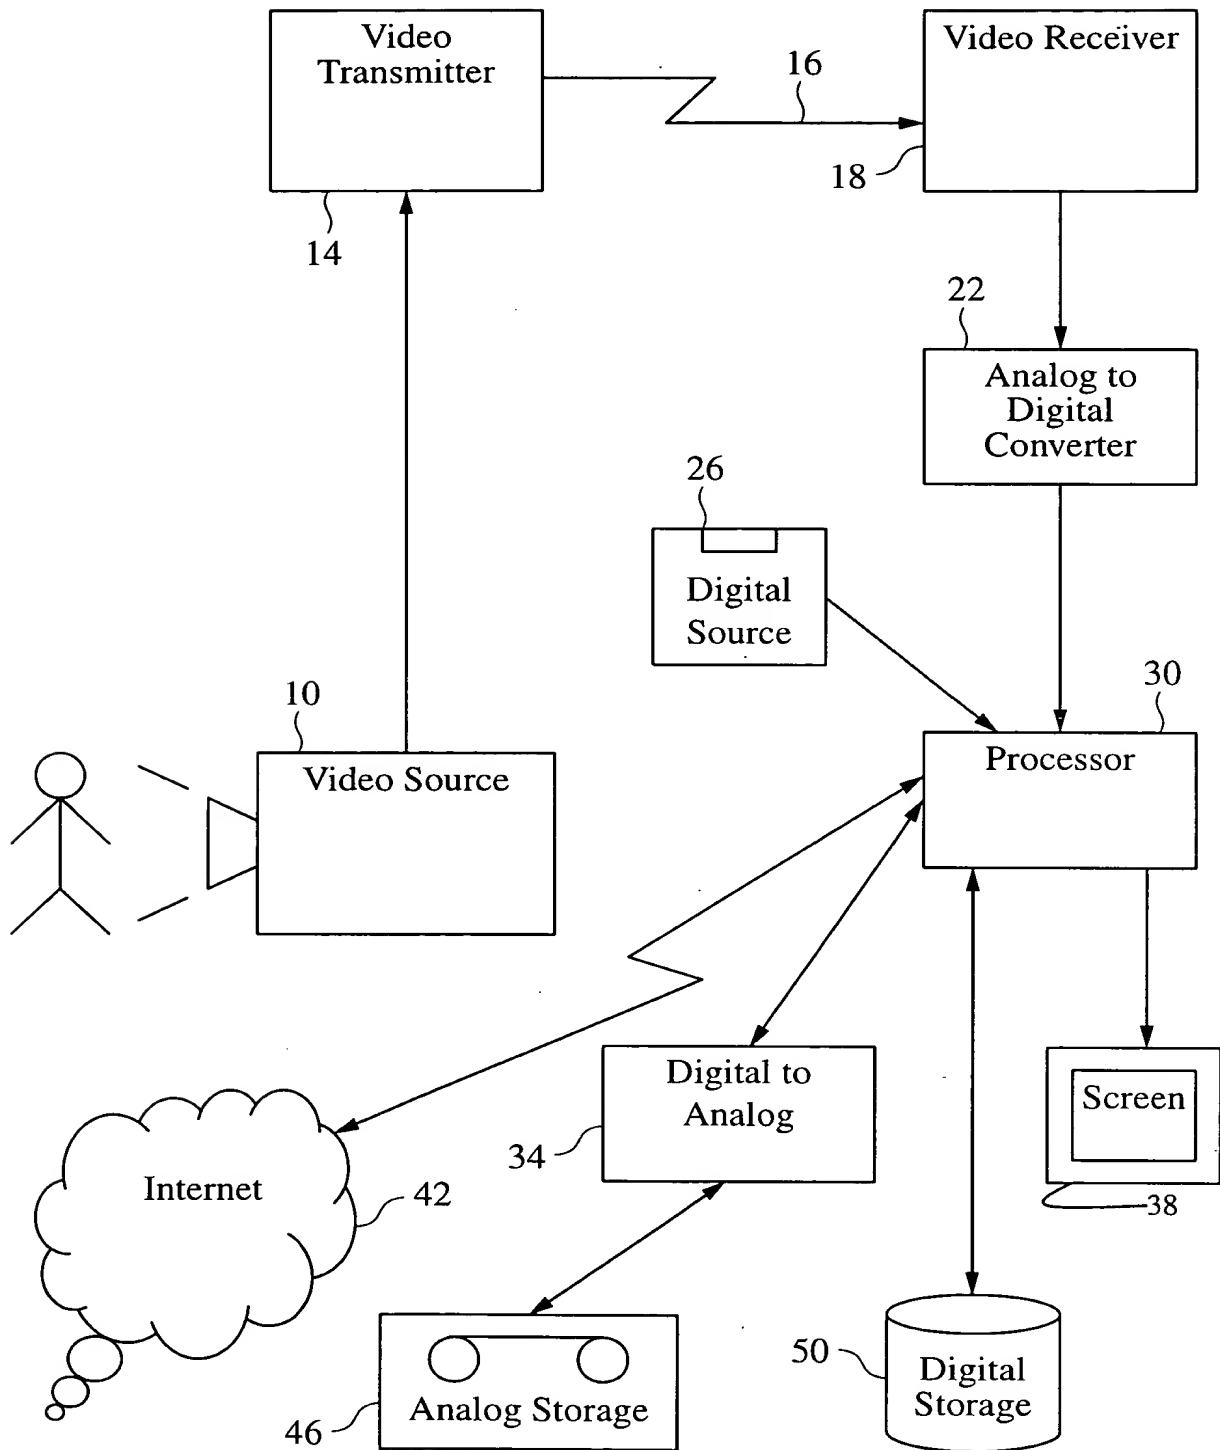 Video
Transmitter
Video Receiver
16
18
14
22
Analog to
Digital
Converter
26
Digital
Source
10
30
Video Source
Processor
Digital to
Analog
34
Screen
38
Internet
42
50
Digital
Storage
Analog Storage
46